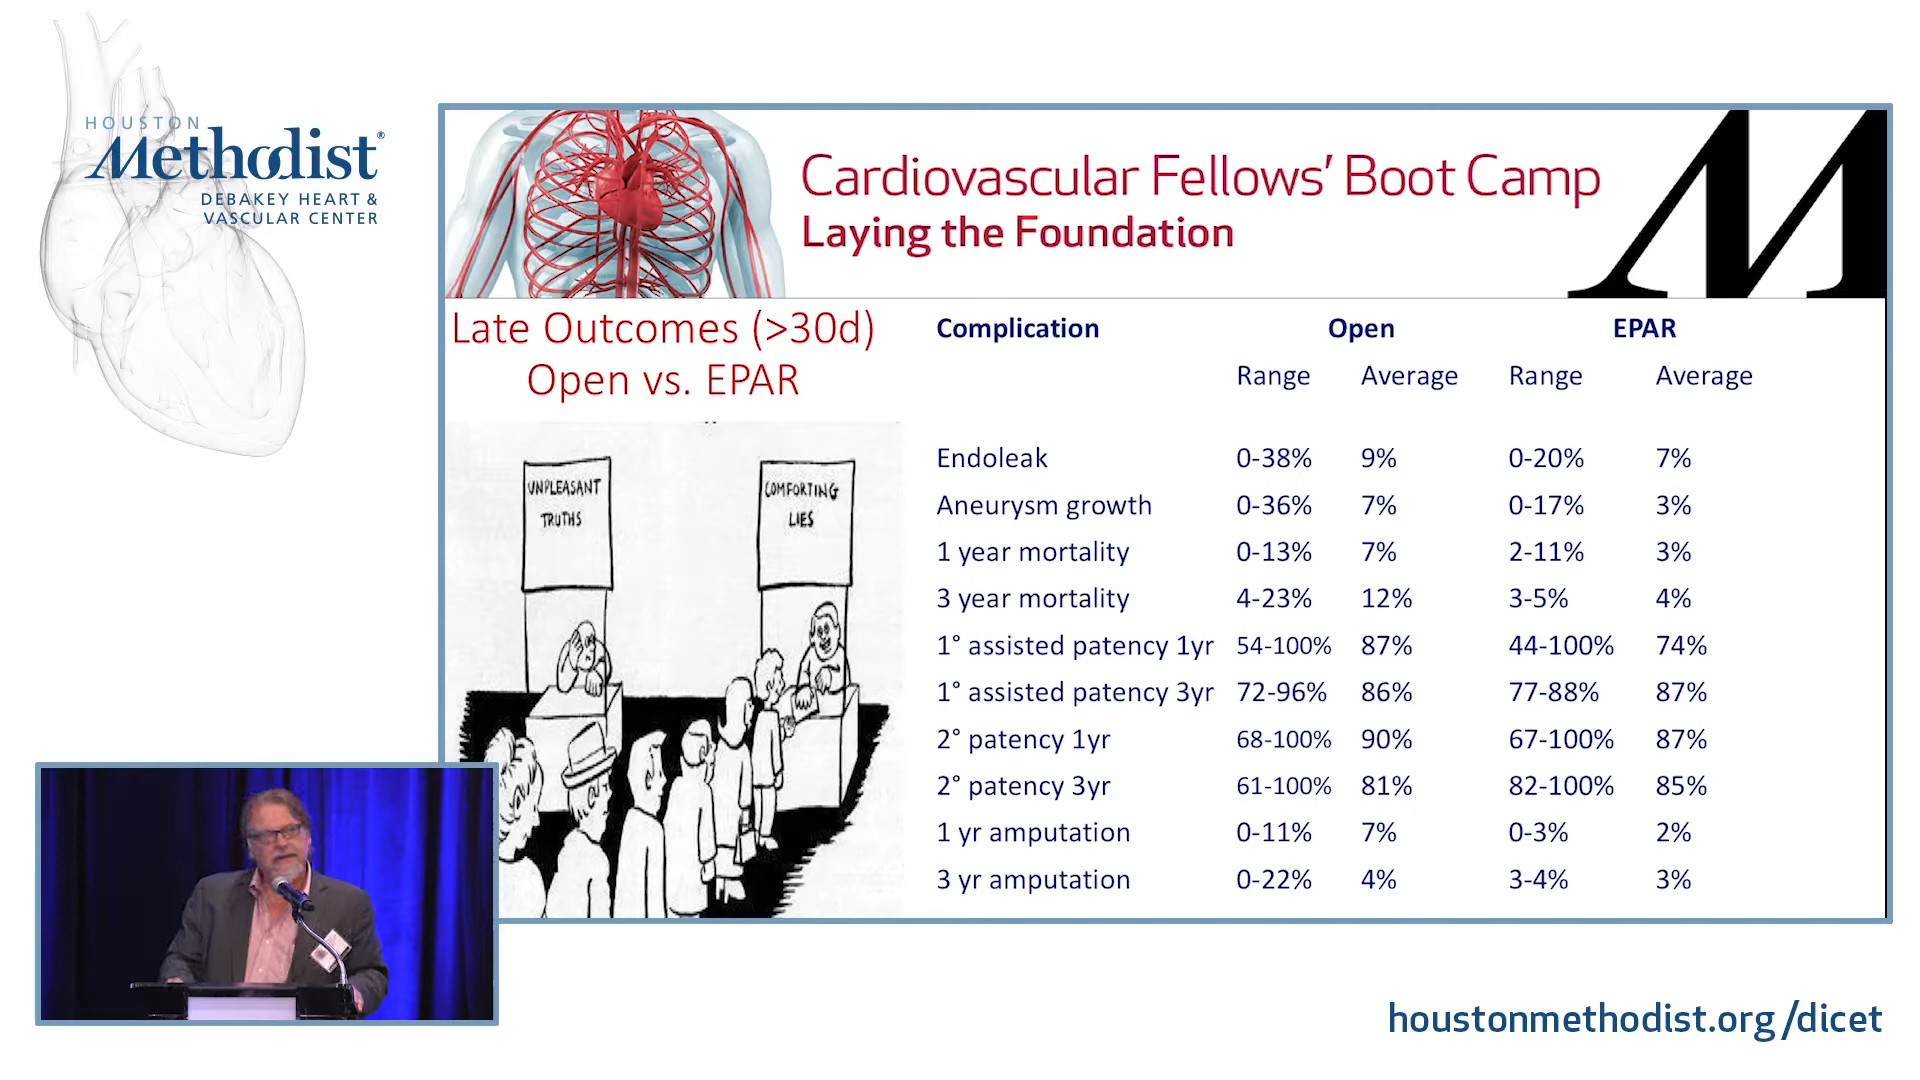 HOUSTON
Methodist®
DEBAKEY HEART &
VASCULAR CENTER
Cardiovascular Fellows’ Boot Camp
Laying the Foundation
M
Late Outcomes (>30d)
Open vs. EPAR
UNPLEASANT
TRUTHS
COMFORTING
LIES
Complication Open EPAR
Range Average Range Average
Endoleak 0-38% 9% 0-20% 7%
Aneurysm growth 0-36% 7% 0-17% 3%
1 year mortality 0-13% 7% 2-11% 3%
3 year mortality 4-23% 12% 3-5% 4%
1° assisted patency 1yr 54-100% 87% 44-100% 74%
1° assisted patency 3yr 72-96% 86% 77-88% 87%
2° patency 1yr 68-100% 90% 67-100% 87%
2° patency 3yr 61-100% 81% 82-100% 85%
1 yr amputation 0-11% 7% 0-3% 2%
3 yr amputation 0-22% 4% 3-4% 3%
houstonmethodist.org/dicet